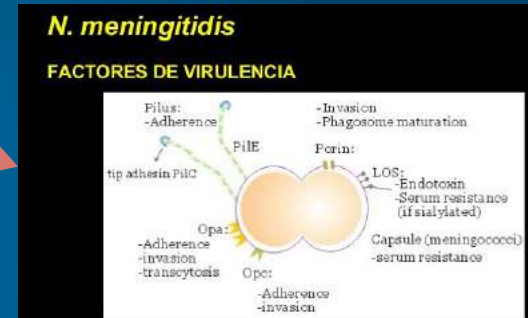 N. meningitidis
FACTORES DE VIRULENCIA
Pilus:
-Adherence
PilE
tip adhesin PilC
-Invasion
-Phagosome maturation
Porin:
LOS:
-Endotoxin
-Serum resistance
(if sialylated)
Capsule (meningococci)
-serum resistance
Opa:
-Adherence
-invasion
-transcytosis
Opc:
-Adherence
-invasion